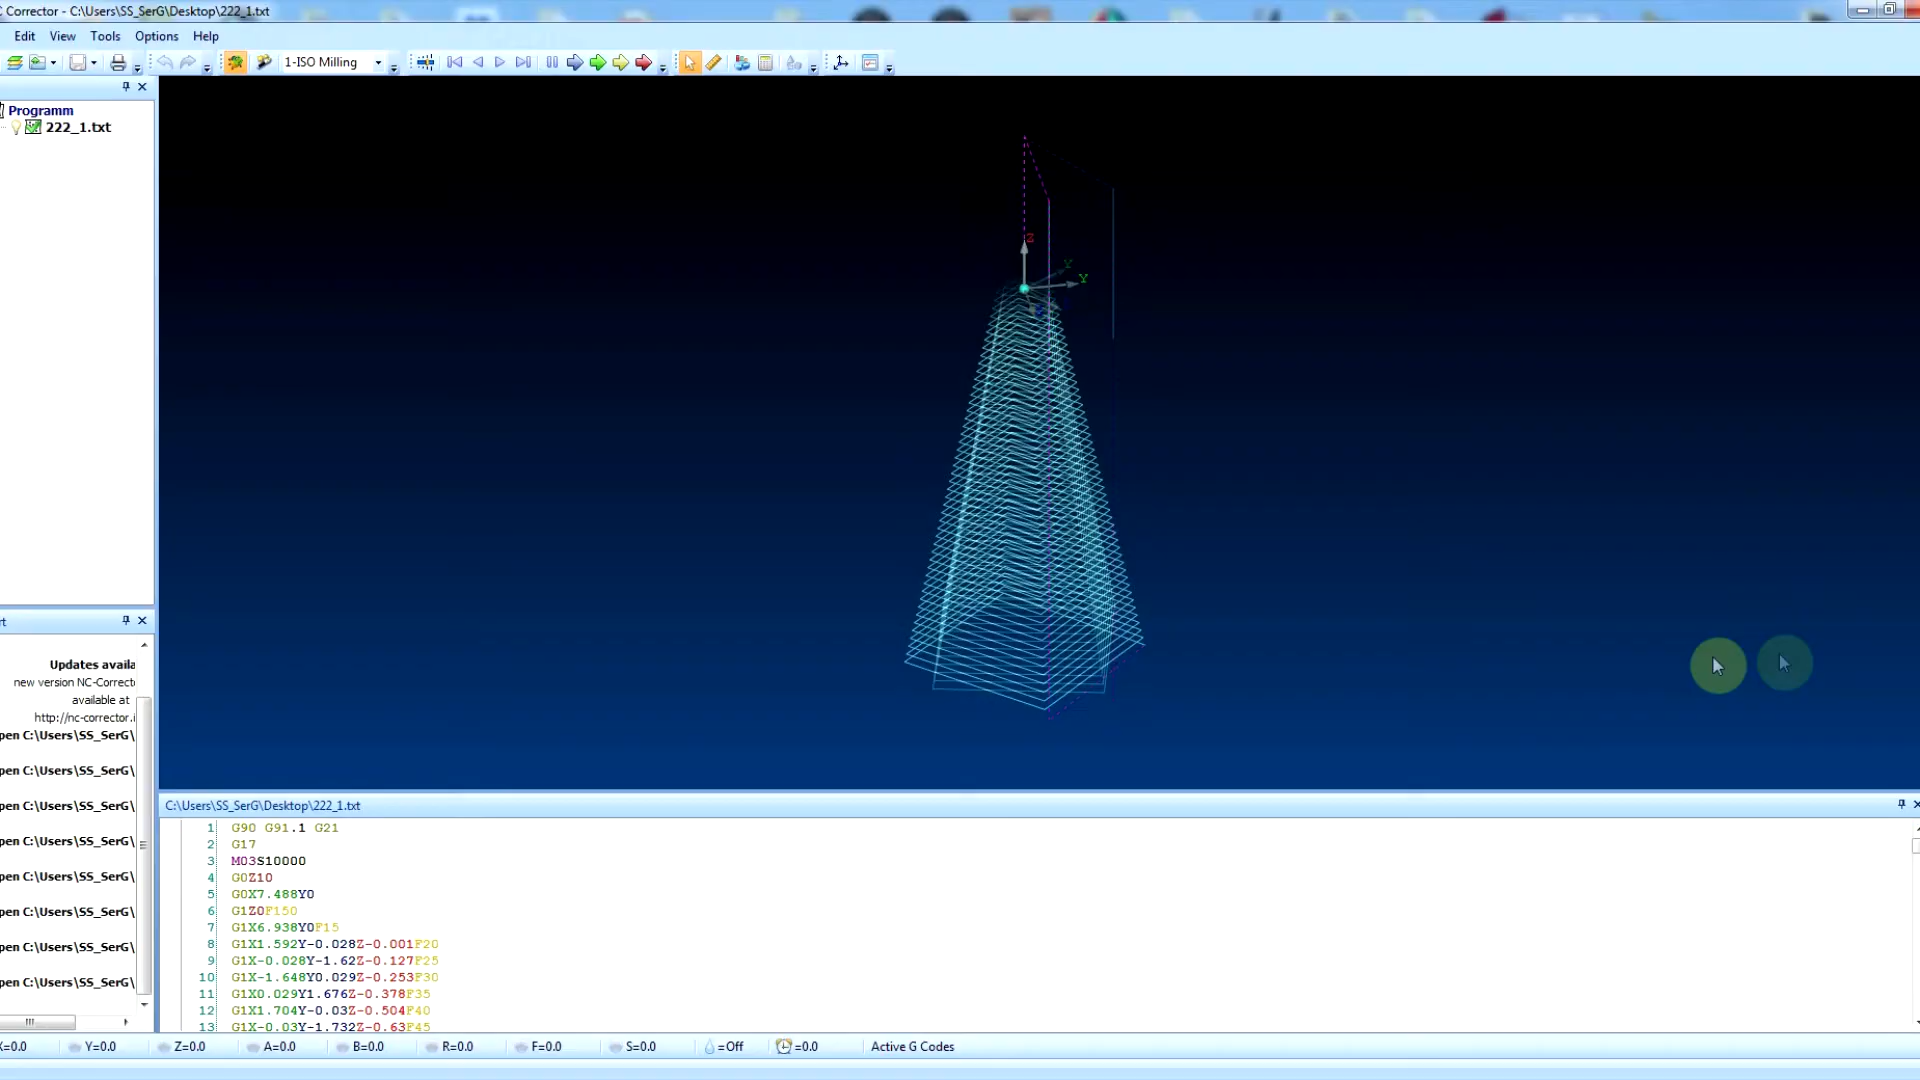 C Corrector - C:\Users\SS_SerG\Desktop\222_1.txt
Edit View Tools Options Help
1-ISO Milling
Programm
222_1.txt
Z
Y
Y
rt
Updates availa
new version NC-Correcto
available at
http://nc-corrector.i
pen C:\Users\SS_SerG\
pen C:\Users\SS_SerG\
pen C:\Users\SS_SerG\
pen C:\Users\SS_SerG\
pen C:\Users\SS_SerG\
pen C:\Users\SS_SerG\
pen C:\Users\SS_SerG\
pen C:\Users\SS_SerG\
C:\Users\SS_SerG\Desktop\222_1.txt
1 G90 G91.1 G21
2 G17
3 M03S10000
4 G0Z10
5 G0X7.488Y0
6 G1Z0F150
7 G1X6.938Y0F15
8 G1X1.592Y-0.028Z-0.001F20
9 G1X-0.028Y-1.62Z-0.127F25
10 G1X-1.648Y0.029Z-0.253F30
11 G1X0.029Y1.676Z-0.378F35
12 G1X1.704Y-0.03Z-0.504F40
13 G1X-0.03Y-1.732Z-0.63F45
X=0.0 Y=0.0 Z=0.0 A=0.0 B=0.0 R=0.0 F=0.0 S=0.0 =Off =0.0 Active G Codes